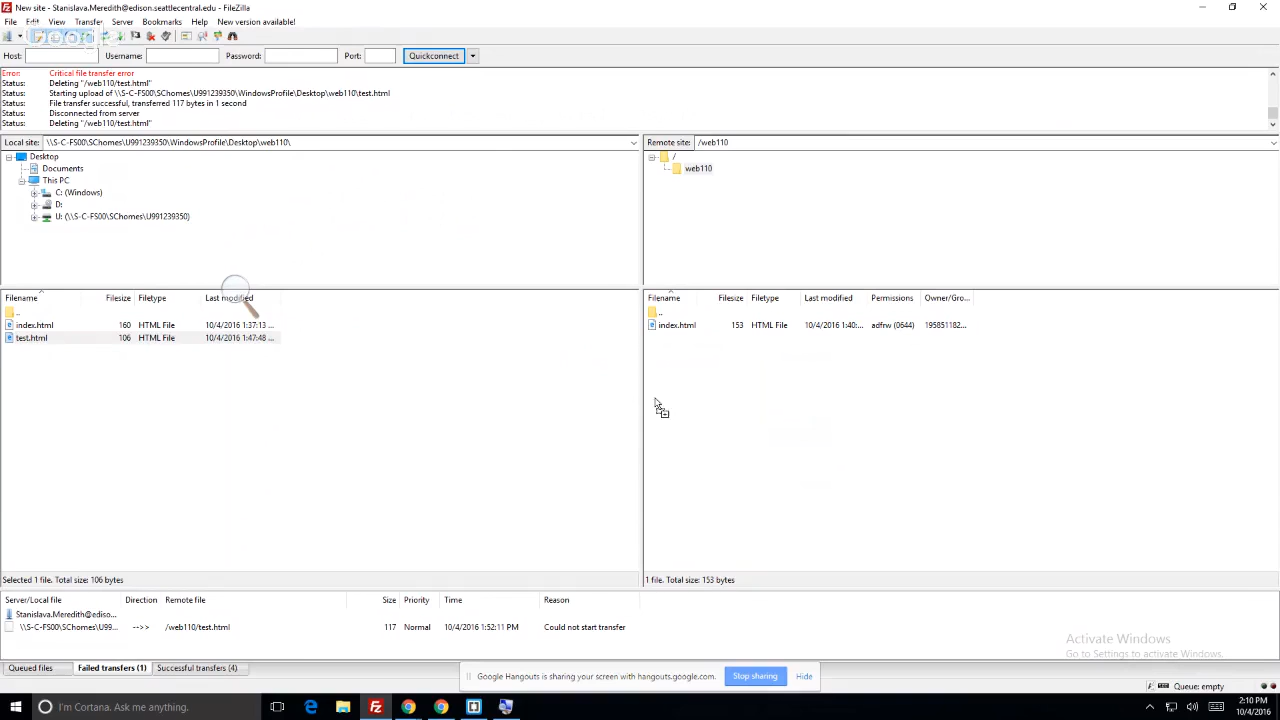 New site - Stanislava.Meredith@edison.seattlecentral.edu - FileZilla
File Edit View Transfer Server Bookmarks Help New version available!
Host: Username: Password: Port: Quickconnect
Error: Critical file transfer error
Status: Deleting "/web110/test.html"
Status: Starting upload of \\S-C-FS00\SChomes\U991239350\WindowsProfile\Desktop\web110\test.html
Status: File transfer successful, transferred 117 bytes in 1 second
Status: Disconnected from server
Status: Deleting "/web110/test.html"
Local site: \\S-C-FS00\SChomes\U991239350\WindowsProfile\Desktop\web110\
Remote site: /web110
Desktop
Documents
This PC
C: (Windows)
D:
U: (\\S-C-FS00\SChomes\U991239350)
/
web110
Filename Filesize Filetype Last modified
..
index.html 160 HTML File 10/4/2016 1:37:13 ...
test.html 106 HTML File 10/4/2016 1:47:48 ...
Selected 1 file. Total size: 106 bytes
Filename Filesize Filetype Last modified Permissions Owner/Gro...
..
index.html 153 HTML File 10/4/2016 1:40:... adfrw (0644) 195851182...
1 file. Total size: 153 bytes
Server/Local file Direction Remote file Size Priority Time Reason
Stanislava.Meredith@ediso...
\\S-C-FS00\SChomes\U99... -->> /web110/test.html 117 Normal 10/4/2016 1:52:11 PM Could not start transfer
Activate Windows
Go to Settings to activate Windows.
Queued files Failed transfers (1) Successful transfers (4)
Google Hangouts is sharing your screen with hangouts.google.com. Stop sharing Hide
Queue: empty
I'm Cortana. Ask me anything.
2:10 PM
10/4/2016